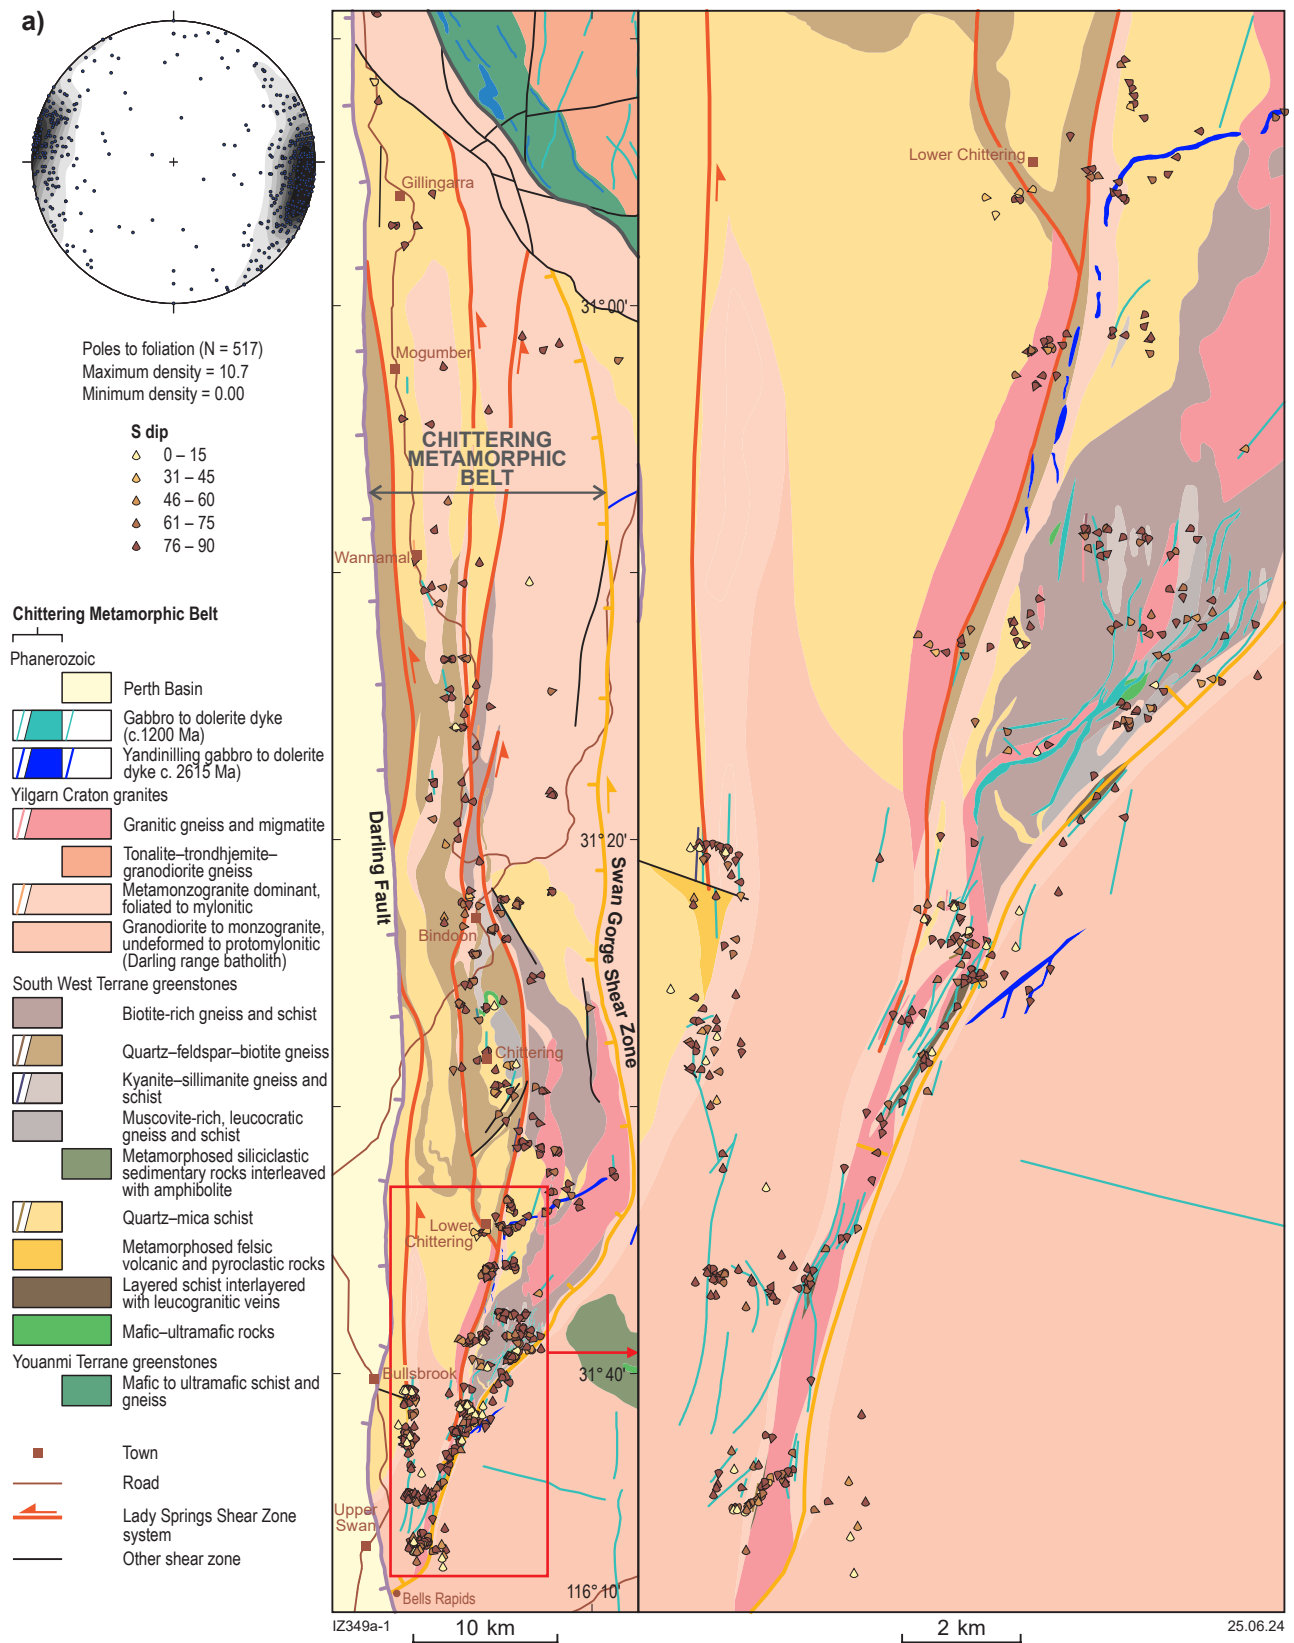 a)
Poles to foliation (N = 517)
Maximum density = 10.7
Minimum density = 0.00
S dip
0 – 15
31 – 45
46 – 60
61 – 75
76 – 90
Chittering Metamorphic Belt
Phanerozoic
Perth Basin
Gabbro to dolerite dyke
(c.1200 Ma)
Yandinilling gabbro to dolerite
dyke c. 2615 Ma)
Yilgarn Craton granites
Granitic gneiss and migmatite
Tonalite–trondhjemite–
granodiorite gneiss
Metamonzogranite dominant,
foliated to mylonitic
Granodiorite to monzogranite,
undeformed to protomylonitic
(Darling range batholith)
South West Terrane greenstones
Biotite-rich gneiss and schist
Quartz–feldspar–biotite gneiss
Kyanite–sillimanite gneiss and
schist
Muscovite-rich, leucocratic
gneiss and schist
Metamorphosed siliciclastic
sedimentary rocks interleaved
with amphibolite
Quartz–mica schist
Metamorphosed felsic
volcanic and pyroclastic rocks
Layered schist interlayered
with leucogranitic veins
Mafic–ultramafic rocks
Youanmi Terrane greenstones
Mafic to ultramafic schist and
gneiss
Town
Road
Lady Springs Shear Zone
system
Other shear zone
Gillingarra
31°00'
Mogumber
CHITTERING
METAMORPHIC
BELT
Wannamal
Darling Fault
31°20'
Swan Gorge Shear Zone
Bindoon
Chittering
Lower
Chittering
31°40'
Bullsbrook
Upper
Swan
116°10'
Bells Rapids
Lower Chittering
IZ349a-1
10 km
2 km
25.06.24